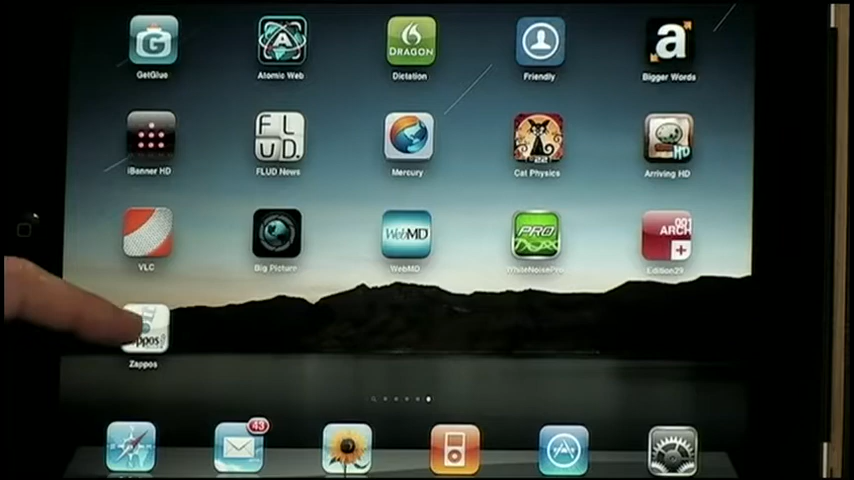 GetGlue
Atomic Web
DRAGON
Dictation
Friendly
a
Bigger Words
iBanner HD
FLUD.
FLUD News
Mercury
Cat Physics
HD
Arriving HD
VLC
Big Picture
WebMD
WebMD
PRO
WhiteNoisePro
001
ARCH
Edition29
ppos
Zappos
43